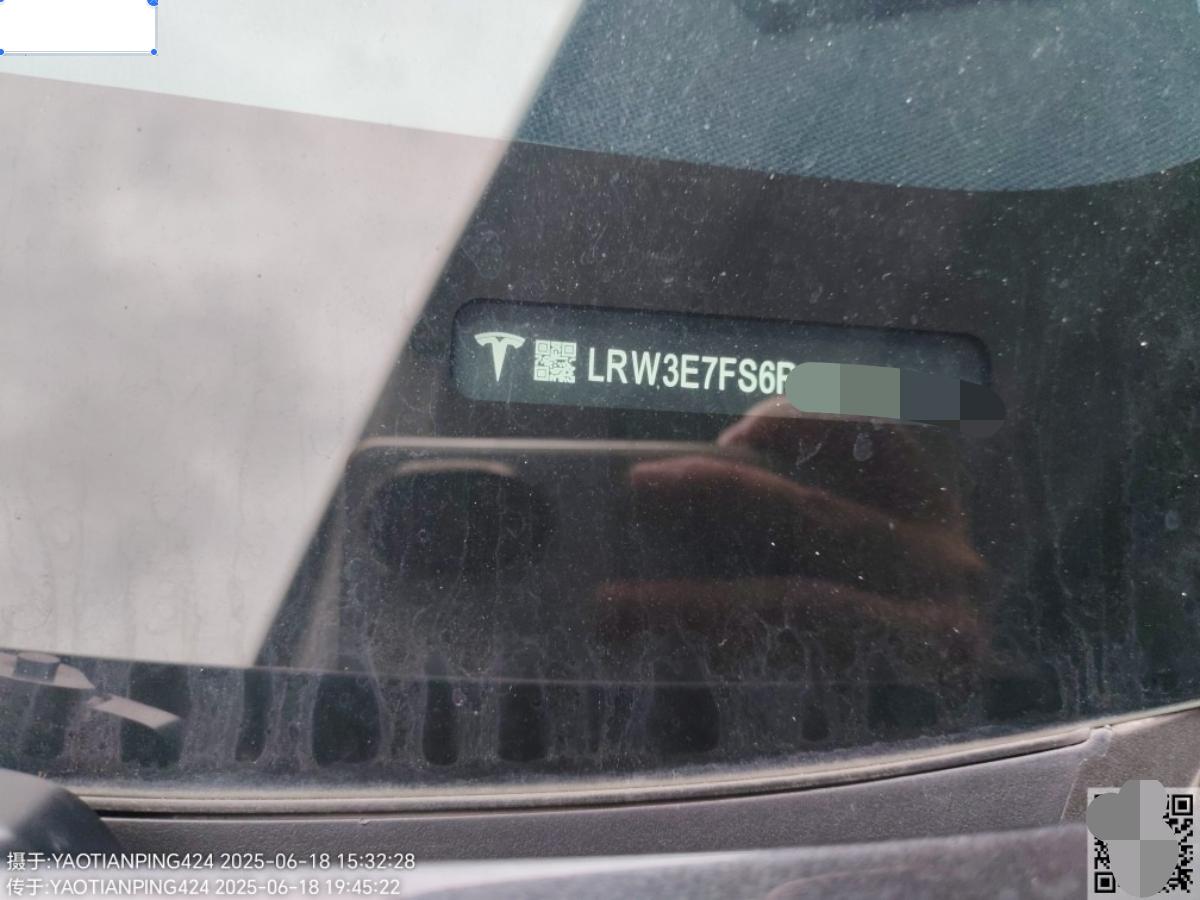 LRW3E7FS6
摄于:YAOTIANPING424 2025-06-18 15:32:28
传于:YAOTIANPING424 2025-06-18 19:45:22